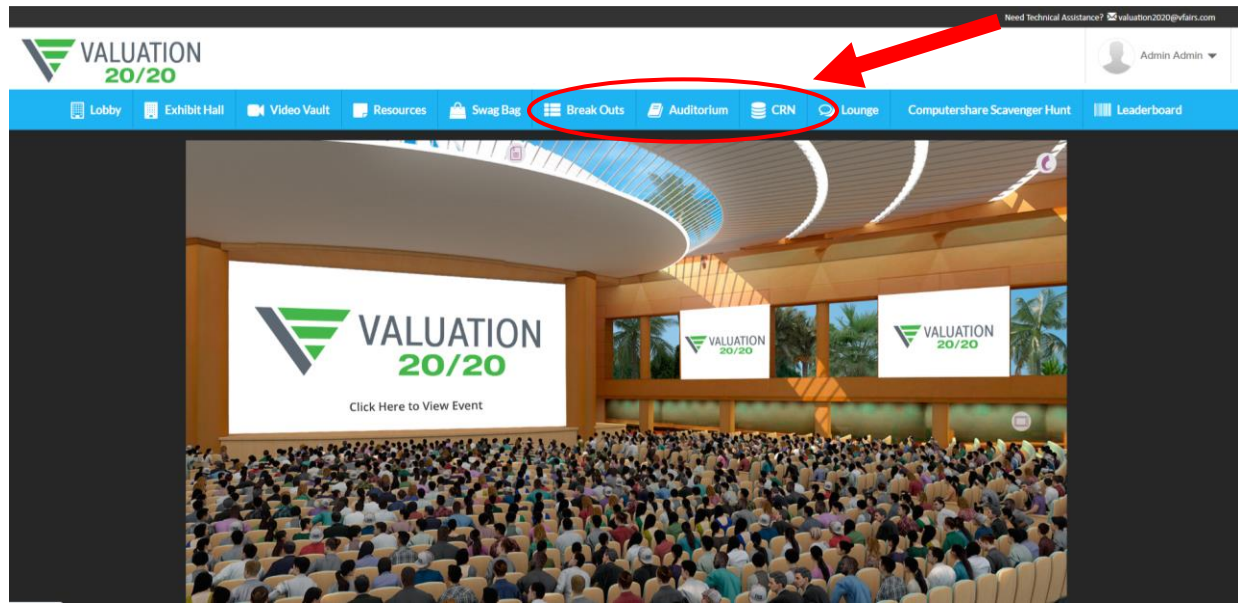 Need Technical Assistance? valuation2020@vfairs.com
VALUATION
20/20
Admin Admin
Lobby Exhibit Hall Video Vault Resources Swag Bag Break Outs Auditorium CRN Lounge Computershare Scavenger Hunt Leaderboard
VALUATION
20/20
Click Here to View Event
VALUATION
20/20
VALUATION
20/20